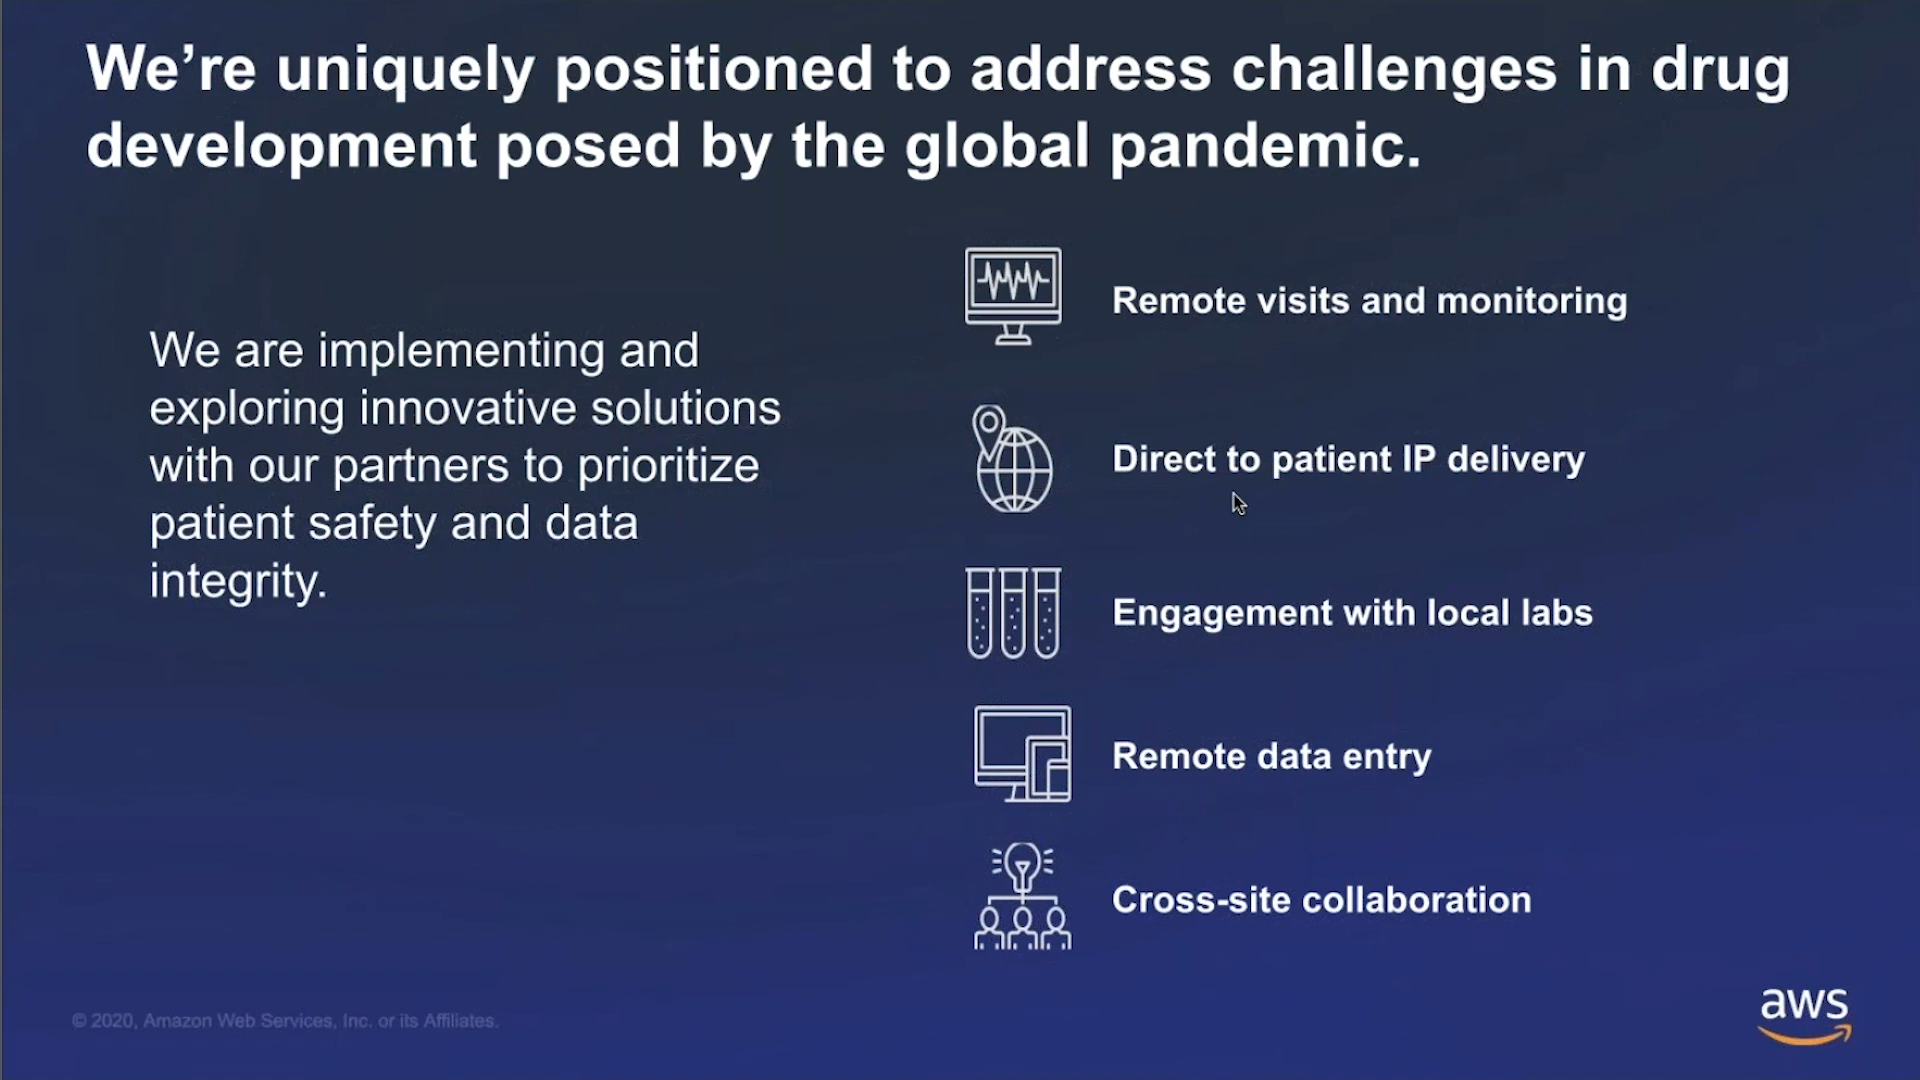 We’re uniquely positioned to address challenges in drug
development posed by the global pandemic.
We are implementing and
exploring innovative solutions
with our partners to prioritize
patient safety and data
integrity.
Remote visits and monitoring
Direct to patient IP delivery
Engagement with local labs
Remote data entry
Cross-site collaboration
© 2020, Amazon Web Services, Inc. or its Affiliates.
aws